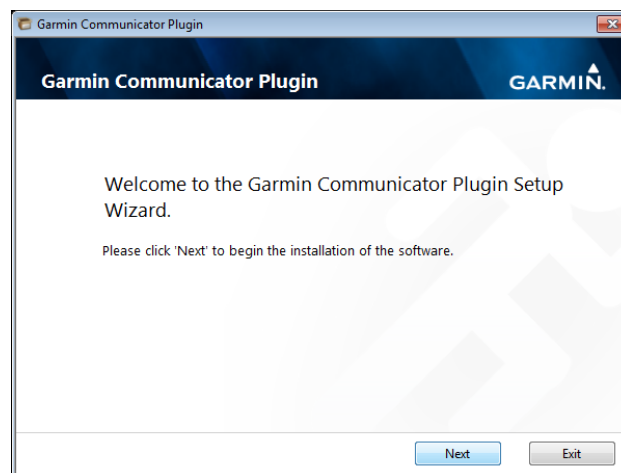 Garmin Communicator Plugin
Garmin Communicator Plugin
GARMIN.
Welcome to the Garmin Communicator Plugin Setup
Wizard.
Please click 'Next' to begin the installation of the software.
Next
Exit